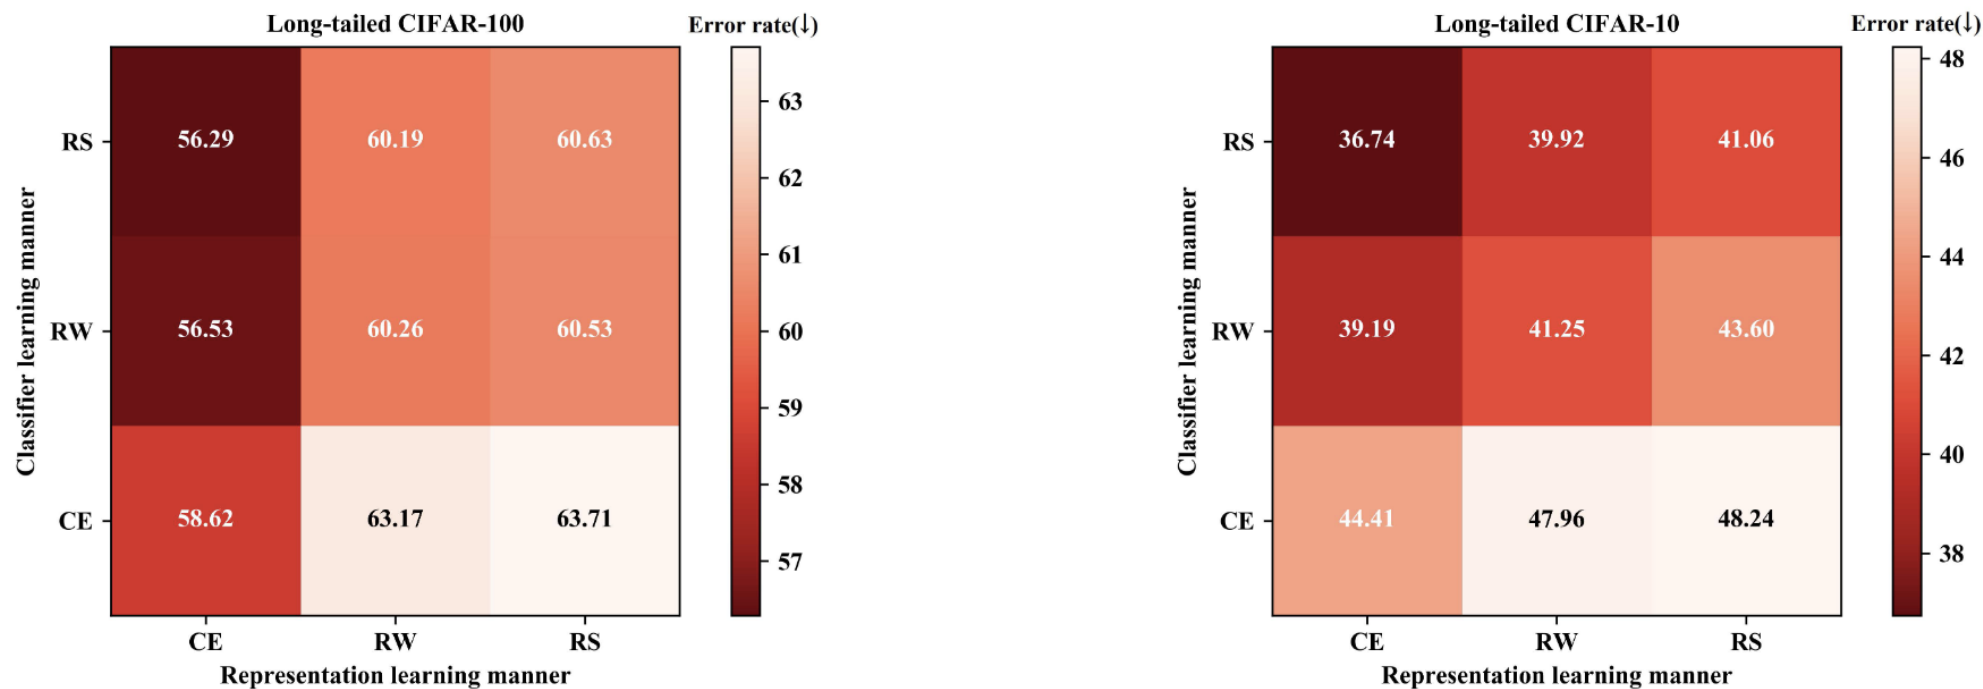 Long-tailed CIFAR-100
Error rate(↓)
Classifier learning manner
RS
RW
CE
56.29 60.19 60.63
56.53 60.26 60.53
58.62 63.17 63.71
CE RW RS
Representation learning manner
63
62
61
60
59
58
57
Long-tailed CIFAR-10
Error rate(↓)
Classifier learning manner
RS
RW
CE
36.74 39.92 41.06
39.19 41.25 43.60
44.41 47.96 48.24
CE RW RS
Representation learning manner
48
46
44
42
40
38